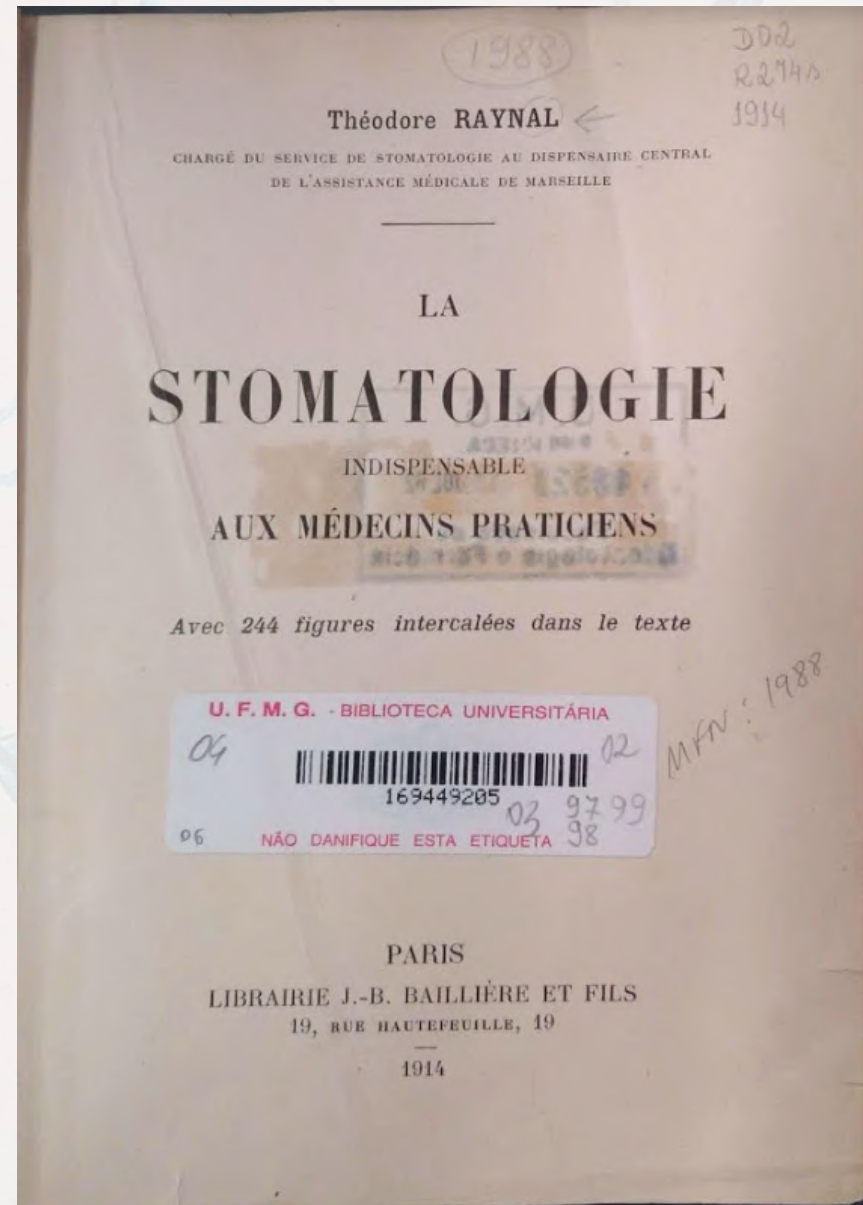 1988
D02
R274s
1914
Théodore RAYNAL
CHARGÉ DU SERVICE DE STOMATOLOGIE AU DISPENSAIRE CENTRAL
DE L'ASSISTANCE MÉDICALE DE MARSEILLE
LA
STOMATOLOGIE
INDISPENSABLE
AUX MÉDECINS PRATICIENS
Avec 244 figures intercalées dans le texte
MFN: 1988
U. F. M. G. - BIBLIOTECA UNIVERSITÁRIA
04
02
169449205
03 97 99
06 NÃO DANIFIQUE ESTA ETIQUETA 98
PARIS
LIBRAIRIE J.-B. BAILLIÈRE ET FILS
19, RUE HAUTEFEUILLE, 19
1914